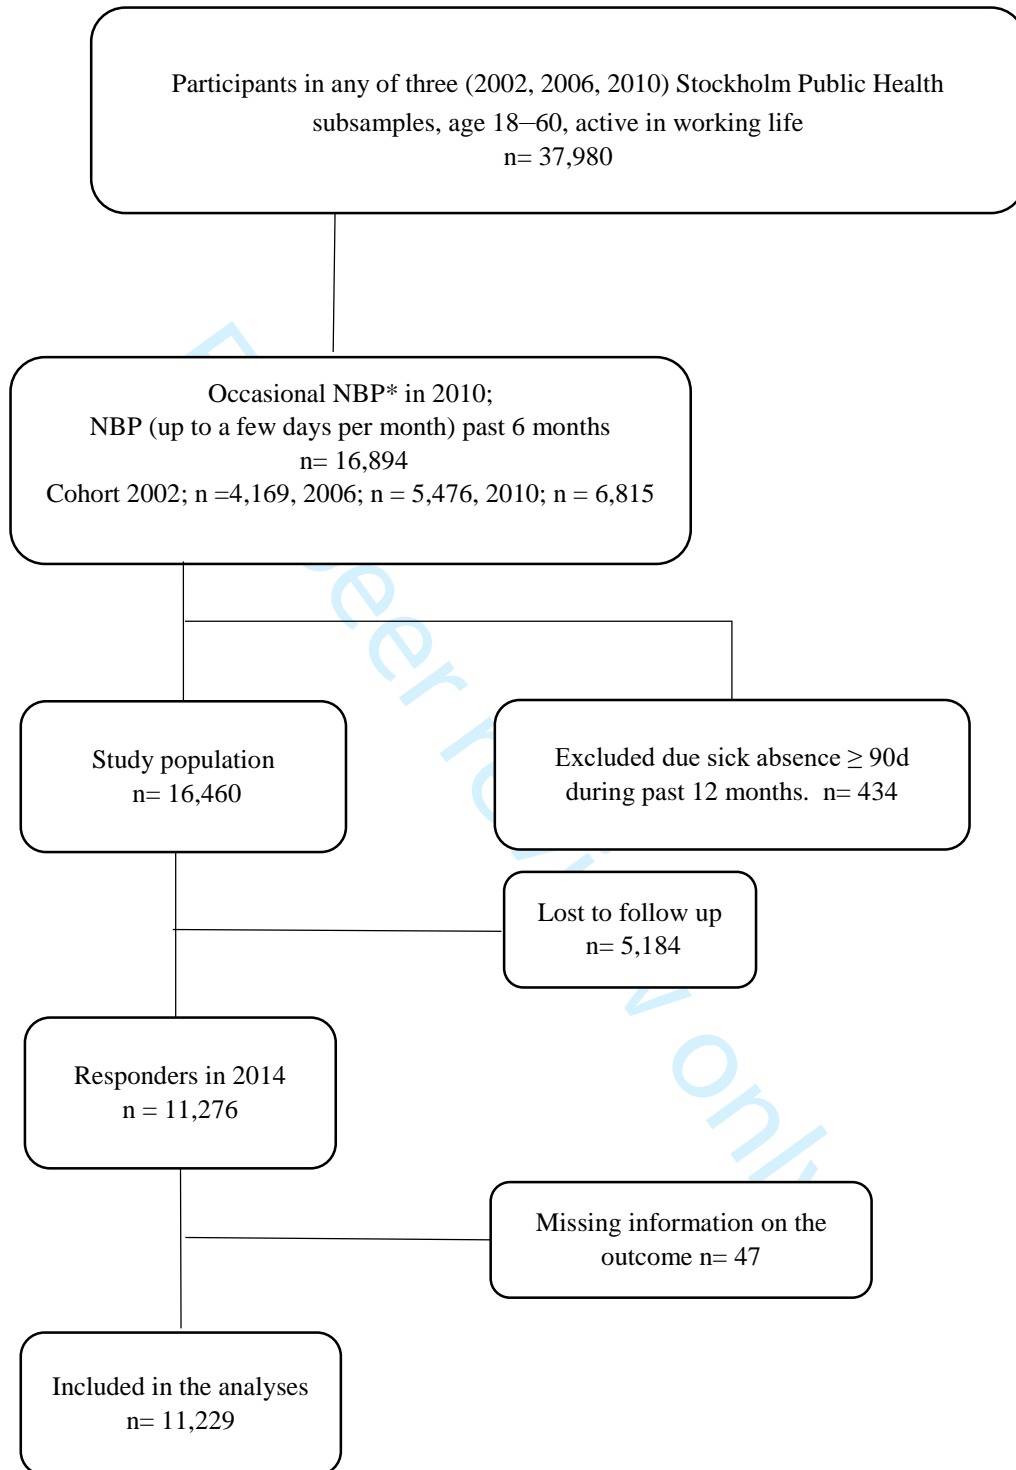 Participants in any of three (2002, 2006, 2010) Stockholm Public Health
subsamples, age 18–60, active in working life
n= 37,980
Occasional NBP* in 2010;
NBP (up to a few days per month) past 6 months
n= 16,894
Cohort 2002; n =4,169, 2006; n = 5,476, 2010; n = 6,815
Study population
n= 16,460
Excluded due sick absence ≥ 90d
during past 12 months. n= 434
Lost to follow up
n= 5,184
Responders in 2014
n = 11,276
Missing information on the
outcome n= 47
Included in the analyses
n= 11,229
peer review only